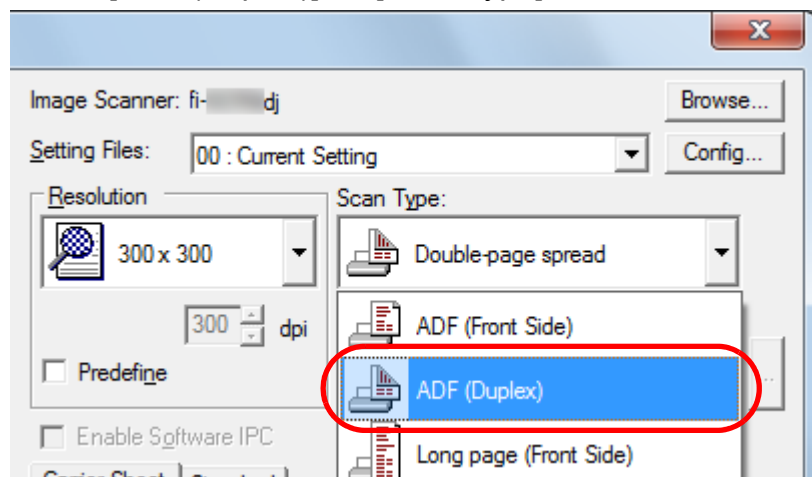 Image Scanner: fi- dj
Browse...
Setting Files:
00 : Current Setting
Config...
Resolution
Scan Type:
300 x 300
Double-page spread
300 dpi
ADF (Front Side)
Predefine
ADF (Duplex)
...
Enable Software IPC
Long page (Front Side)